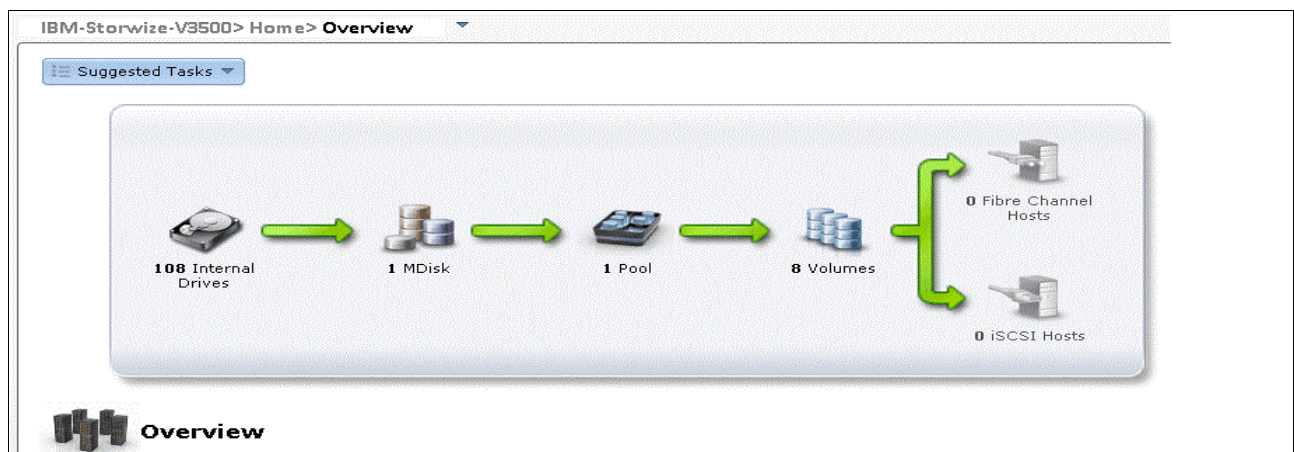 IBM-Storwize-V3500> Home> Overview
Suggested Tasks
108 Internal
Drives
1 MDisk
1 Pool
8 Volumes
0 Fibre Channel
Hosts
0 iSCSI Hosts
Overview